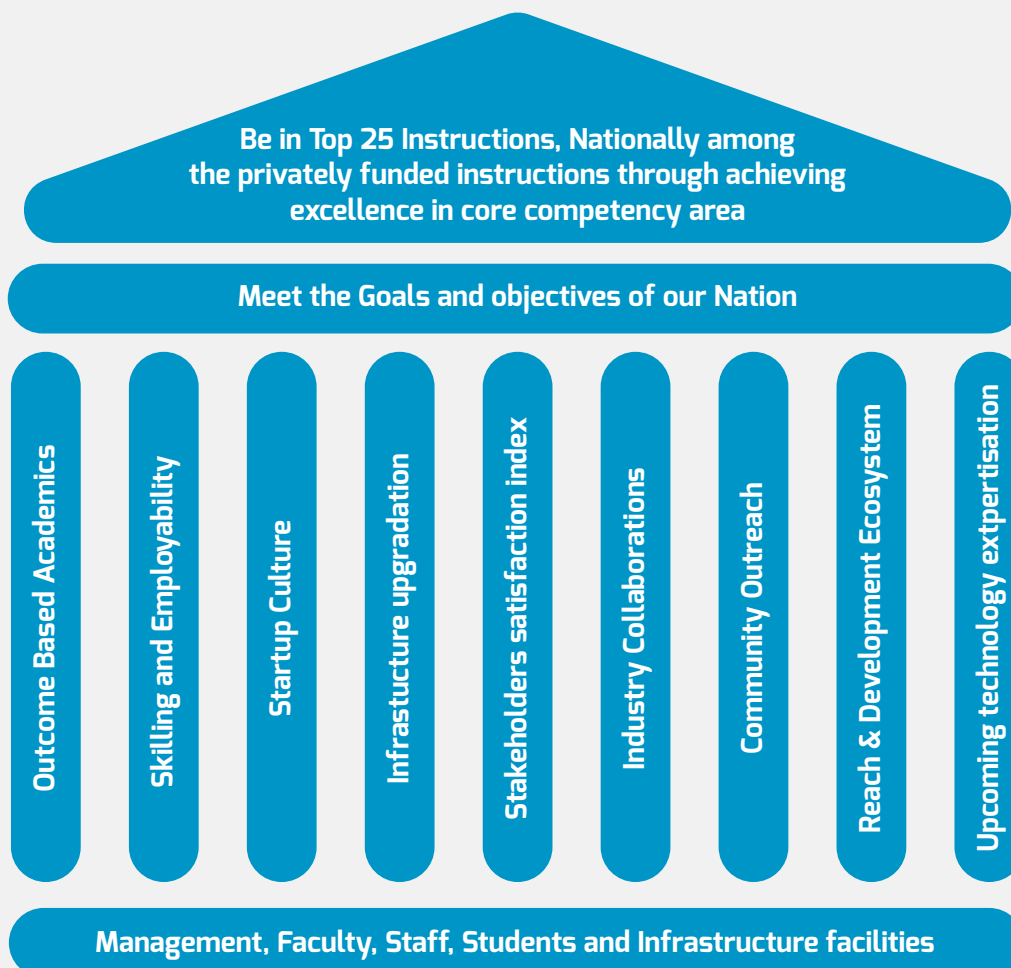 Be in Top 25 Instructions, Nationally among
the privately funded instructions through achieving
excellence in core competency area
Meet the Goals and objectives of our Nation
Outcome Based Academics
Skilling and Employability
Startup Culture
Infrastucture upgradation
Stakeholders satisfaction index
Industry Collaborations
Community Outreach
Reach & Development Ecosystem
Upcoming technology extpertisation
Management, Faculty, Staff, Students and Infrastructure facilities